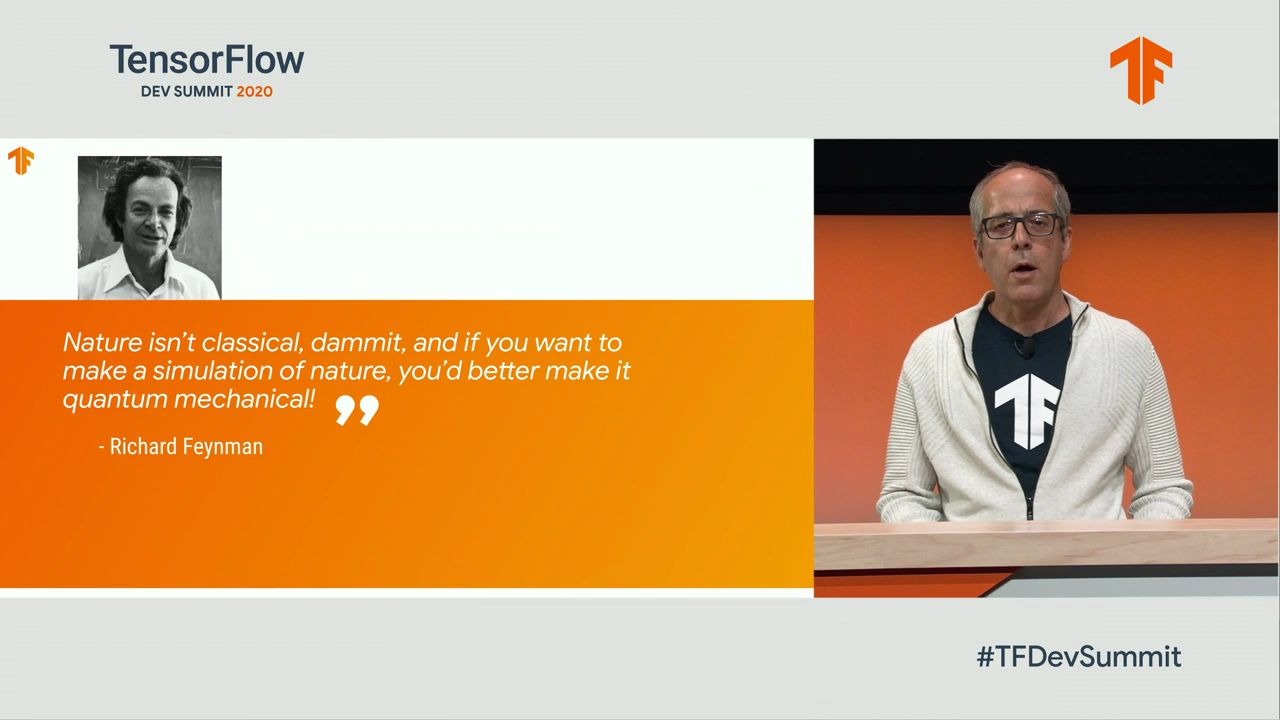 TensorFlow
DEV SUMMIT 2020
Nature isn’t classical, dammit, and if you want to
make a simulation of nature, you’d better make it
quantum mechanical! ”
- Richard Feynman
#TFDevSummit